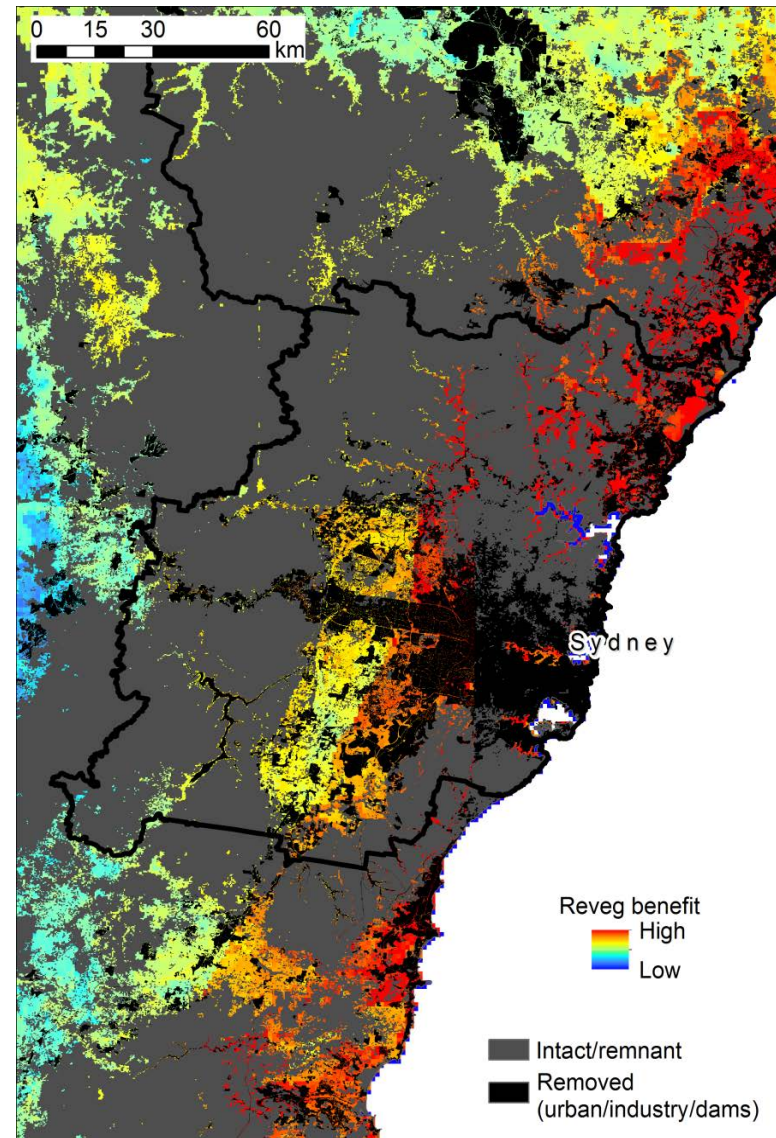 0 15 30 60
km
Sydney
Reveg benefit
High
Low
Intact/remnant
Removed
(urban/industry/dams)